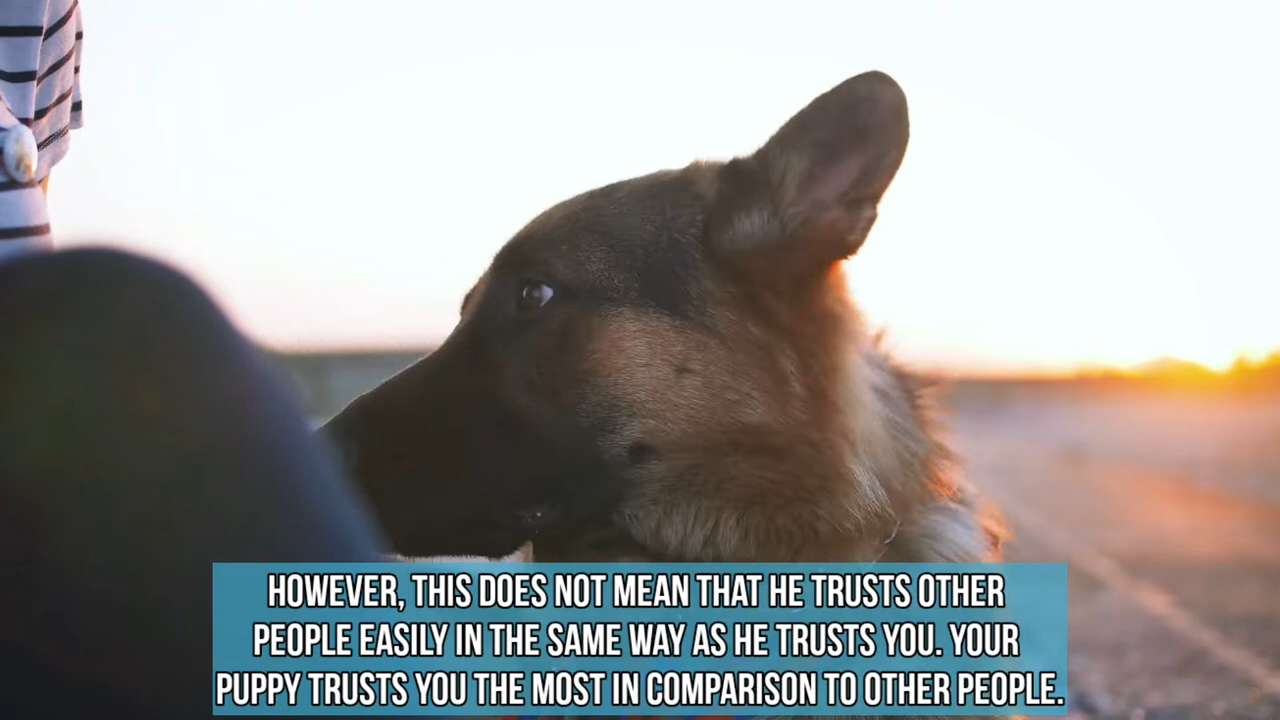 HOWEVER, THIS DOES NOT MEAN THAT HE TRUSTS OTHER
PEOPLE EASILY IN THE SAME WAY AS HE TRUSTS YOU. YOUR
PUPPY TRUSTS YOU THE MOST IN COMPARISON TO OTHER PEOPLE.